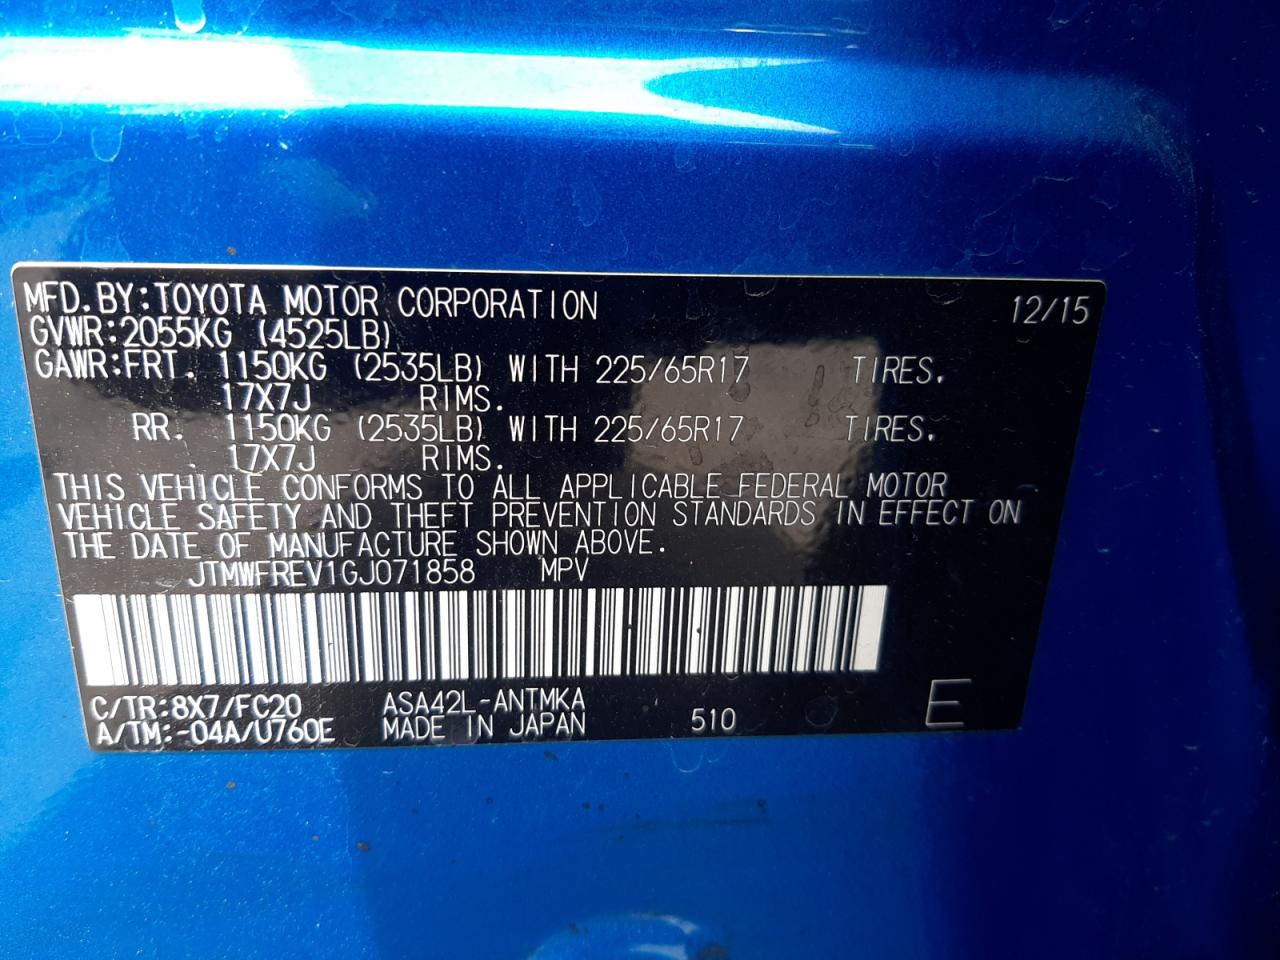 MFD.BY:TOYOTA MOTOR CORPORATION 12/15
GVWR:2055KG (4525LB)
GAWR:FRT. 1150KG (2535LB) WITH 225/65R17 TIRES.
17X7J RIMS.
RR. 1150KG (2535LB) WITH 225/65R17 TIRES.
17X7J RIMS.
THIS VEHICLE CONFORMS TO ALL APPLICABLE FEDERAL MOTOR
VEHICLE SAFETY AND THEFT PREVENTION STANDARDS IN EFFECT ON
THE DATE OF MANUFACTURE SHOWN ABOVE.
JTMWFREV1GJ071858 MPV
C/TR:8X7/FC20 ASA42L-ANTMKA
A/TM:-04A/U760E MADE IN JAPAN 510 E